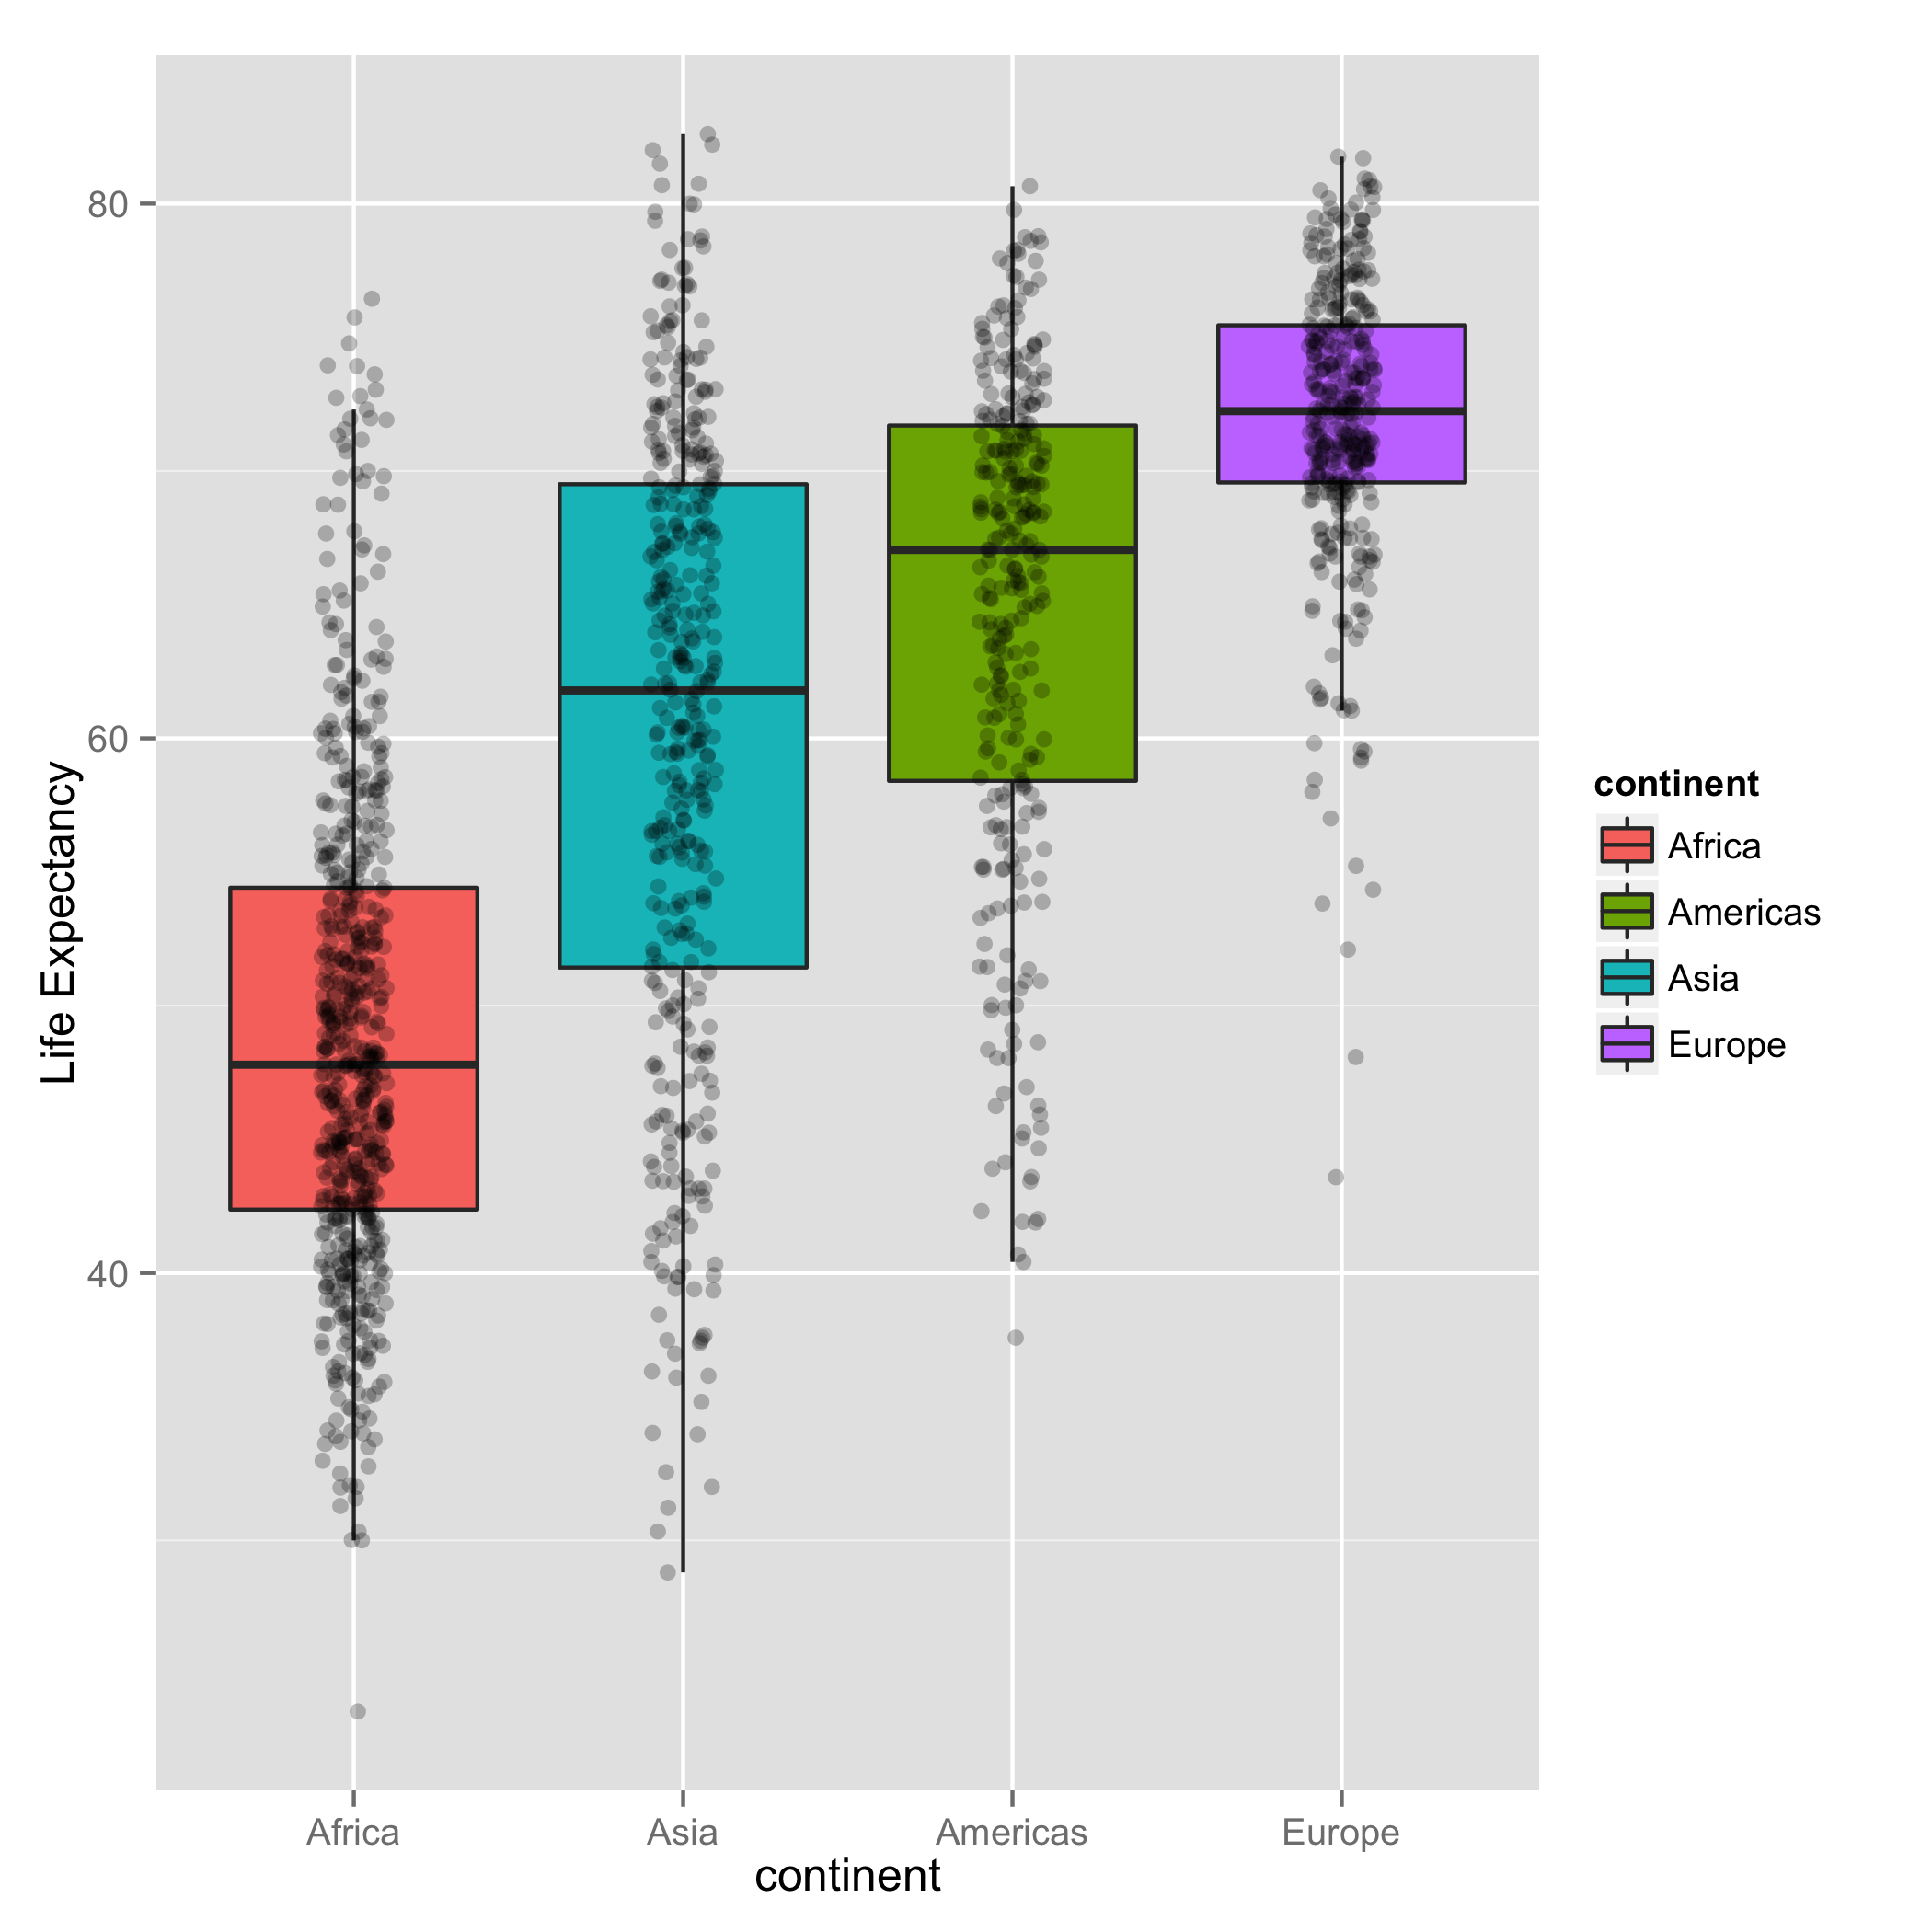 Life Expectancy
80
60
40
Africa
Asia
Americas
Europe
continent
continent
Africa
Americas
Asia
Europe